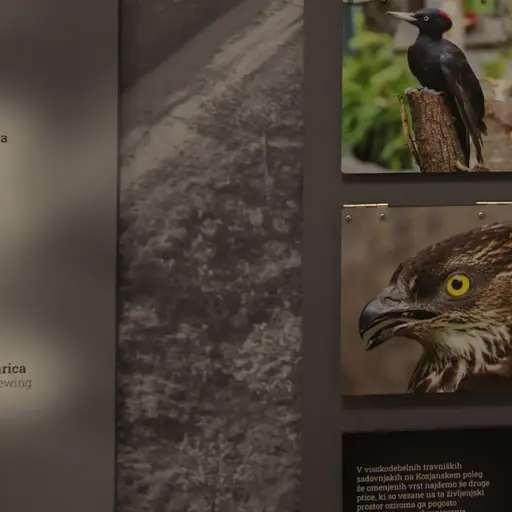 a
rica
ewing
V visokodebelnih travniških
sadovnjakih na Kozjanskem poleg
že omenjenih vrst najdemo še druge
ptice, ki so vezane na ta življenjski
prostor oziroma ga pogosto